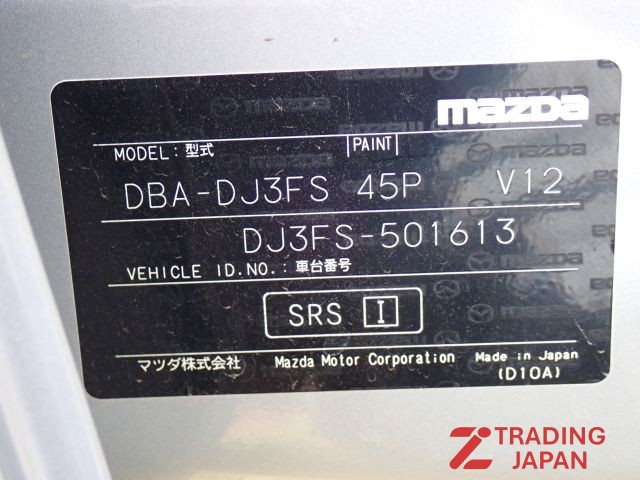 mazda
MODEL:型式 PAINT
DBA-DJ3FS 45P V12
DJ3FS-501613
VEHICLE ID.NO.:車台番号
SRS I
マツダ株式会社 Mazda Motor Corporation Made in Japan
(D10A)
TRADING
JAPAN